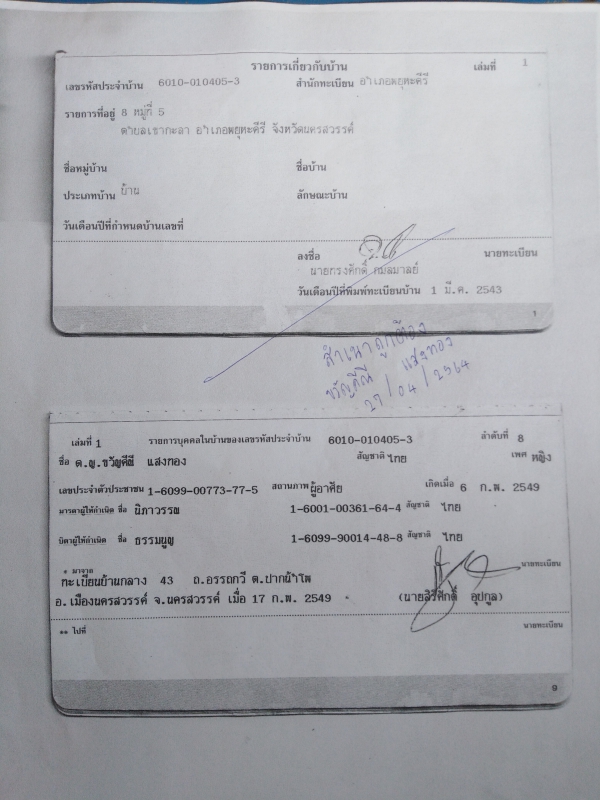 รายการเกี่ยวกับบ้าน เล่มที่ 1
เลขรหัสประจำบ้าน 6010-010405-3 สำนักทะเบียน อำเภอพยุหะคีรี
รายการที่อยู่ 8 หมู่ที่ 5
ตำบลเขากะลา อำเภอพยุหะคีรี จังหวัดนครสวรรค์
ชื่อหมู่บ้าน ชื่อบ้าน
ประเภทบ้าน บ้าน ลักษณะบ้าน
วันเดือนปีที่กำหนดบ้านเลขที่
ลงชื่อ นายทะเบียน
นายทรงศักดิ์ กมลมาลย์
วันเดือนปีที่พิมพ์ทะเบียนบ้าน 1 มี.ค. 2543
1
สำเนาถูกต้อง
ขวัญคีณี แสงทอง
27/04/2564
เล่มที่ 1 รายการบุคคลในบ้านของเลขรหัสประจำบ้าน 6010-010405-3 ลำดับที่ 8
ชื่อ ด.ญ.ขวัญคีณี แสงทอง สัญชาติ ไทย เพศ หญิง
เลขประจำตัวประชาชน 1-6099-00773-77-5 สถานภาพ ผู้อาศัย เกิดเมื่อ 6 ก.พ. 2549
มารดาผู้ให้กำเนิด ชื่อ นิภาวรรณ 1-6001-00361-64-4 สัญชาติ ไทย
บิดาผู้ให้กำเนิด ชื่อ ธรรมนูญ 1-6099-90014-48-8 สัญชาติ ไทย
* มาจาก นายทะเบียน
ทะเบียนบ้านกลาง 43 ถ.อรรถกวี ต.ปากน้ำโพ
อ.เมืองนครสวรรค์ จ.นครสวรรค์ เมื่อ 17 ก.พ. 2549 (นายสิริศักดิ์ อุปกูล)
** ไปที่ นายทะเบียน
9